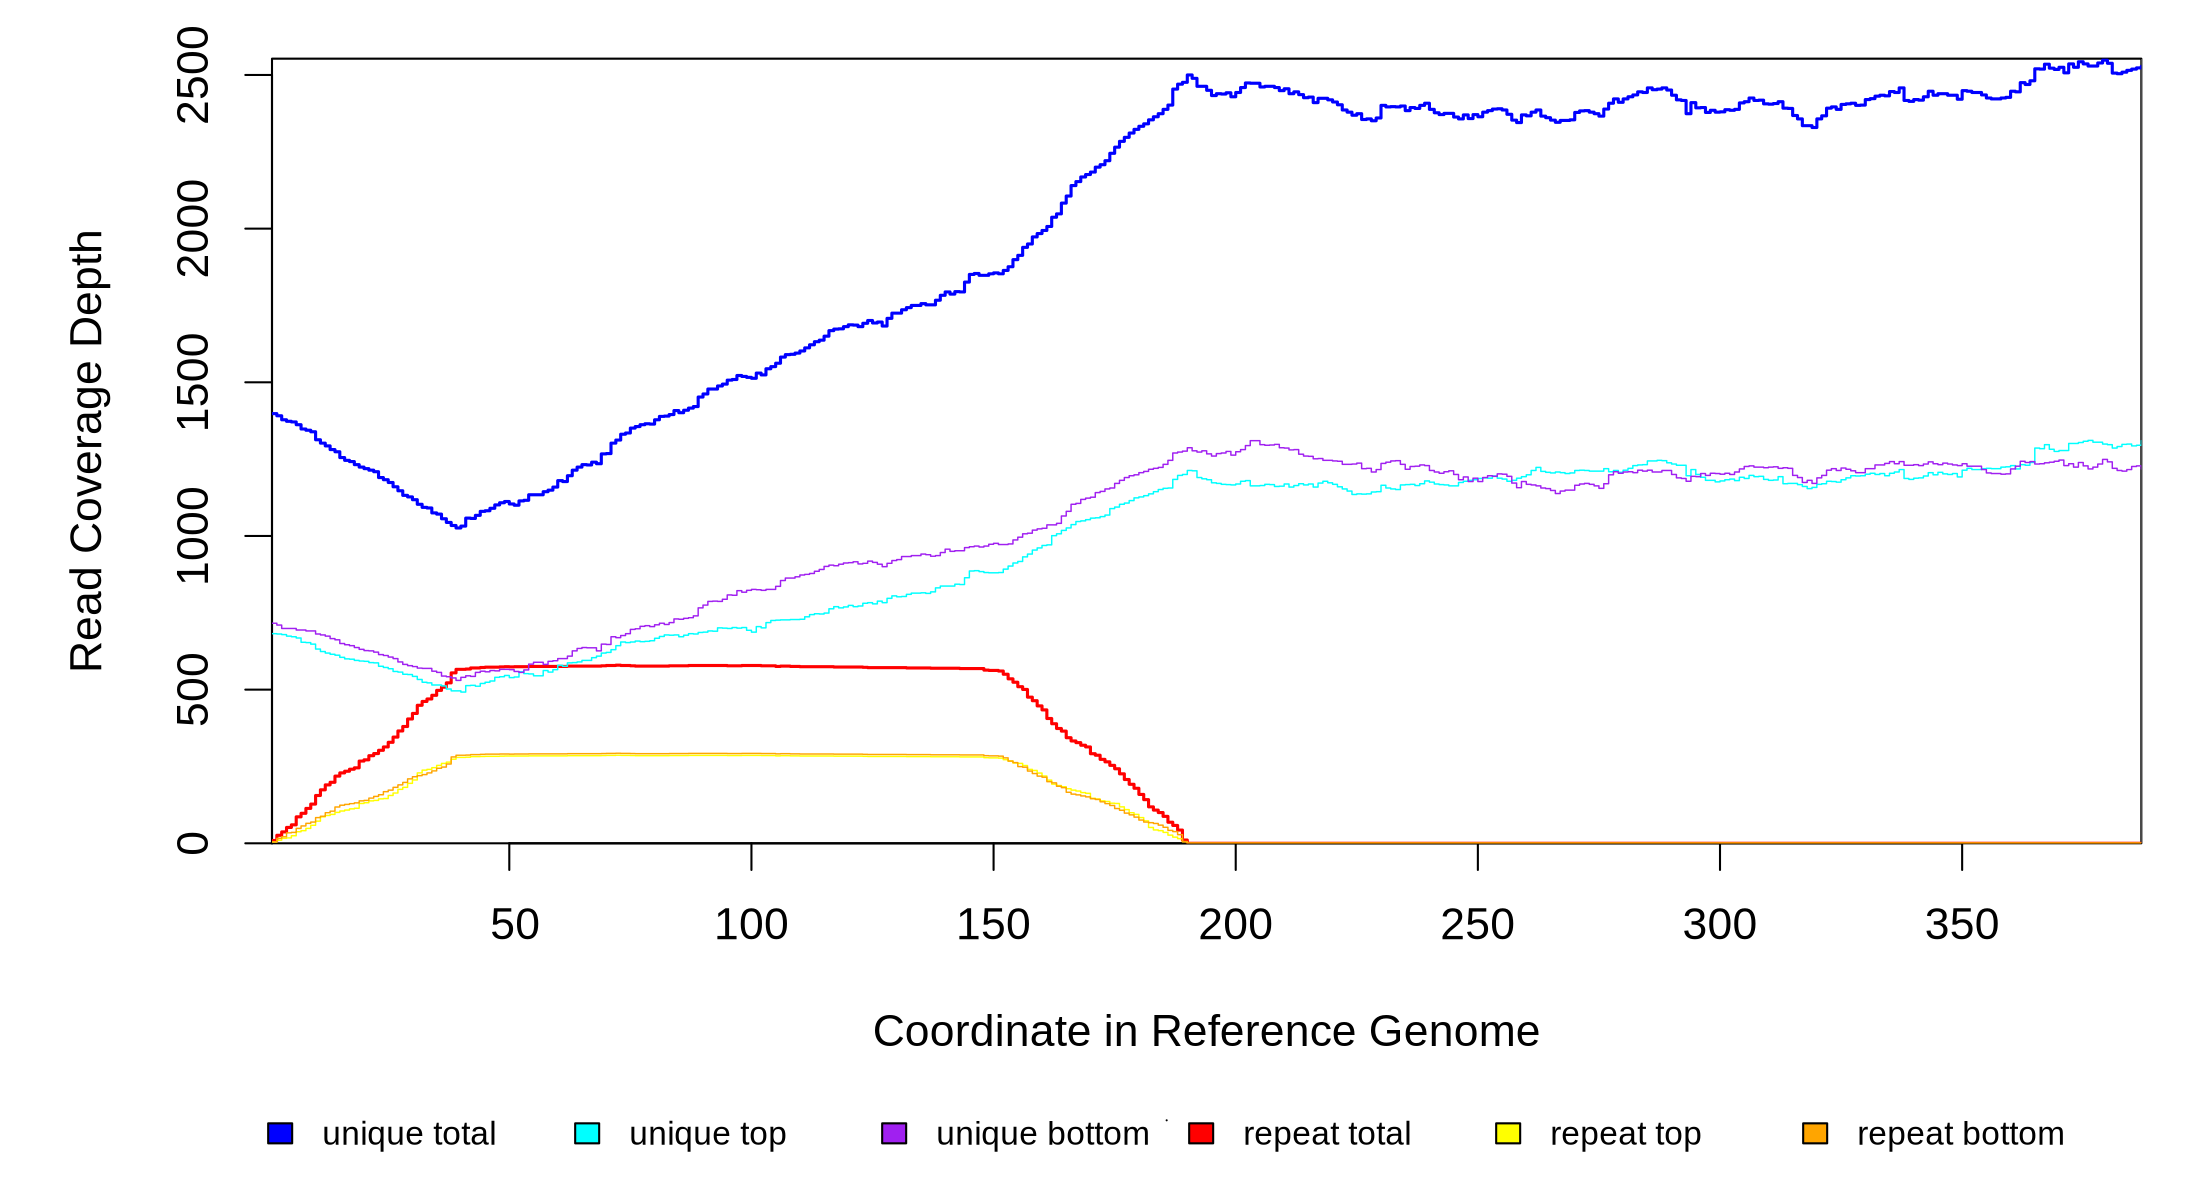 2500
2000
1500
1000
500
0
Read Coverage Depth
50 100 150 200 250 300 350
Coordinate in Reference Genome
unique total unique top unique bottom repeat total repeat top repeat bottom